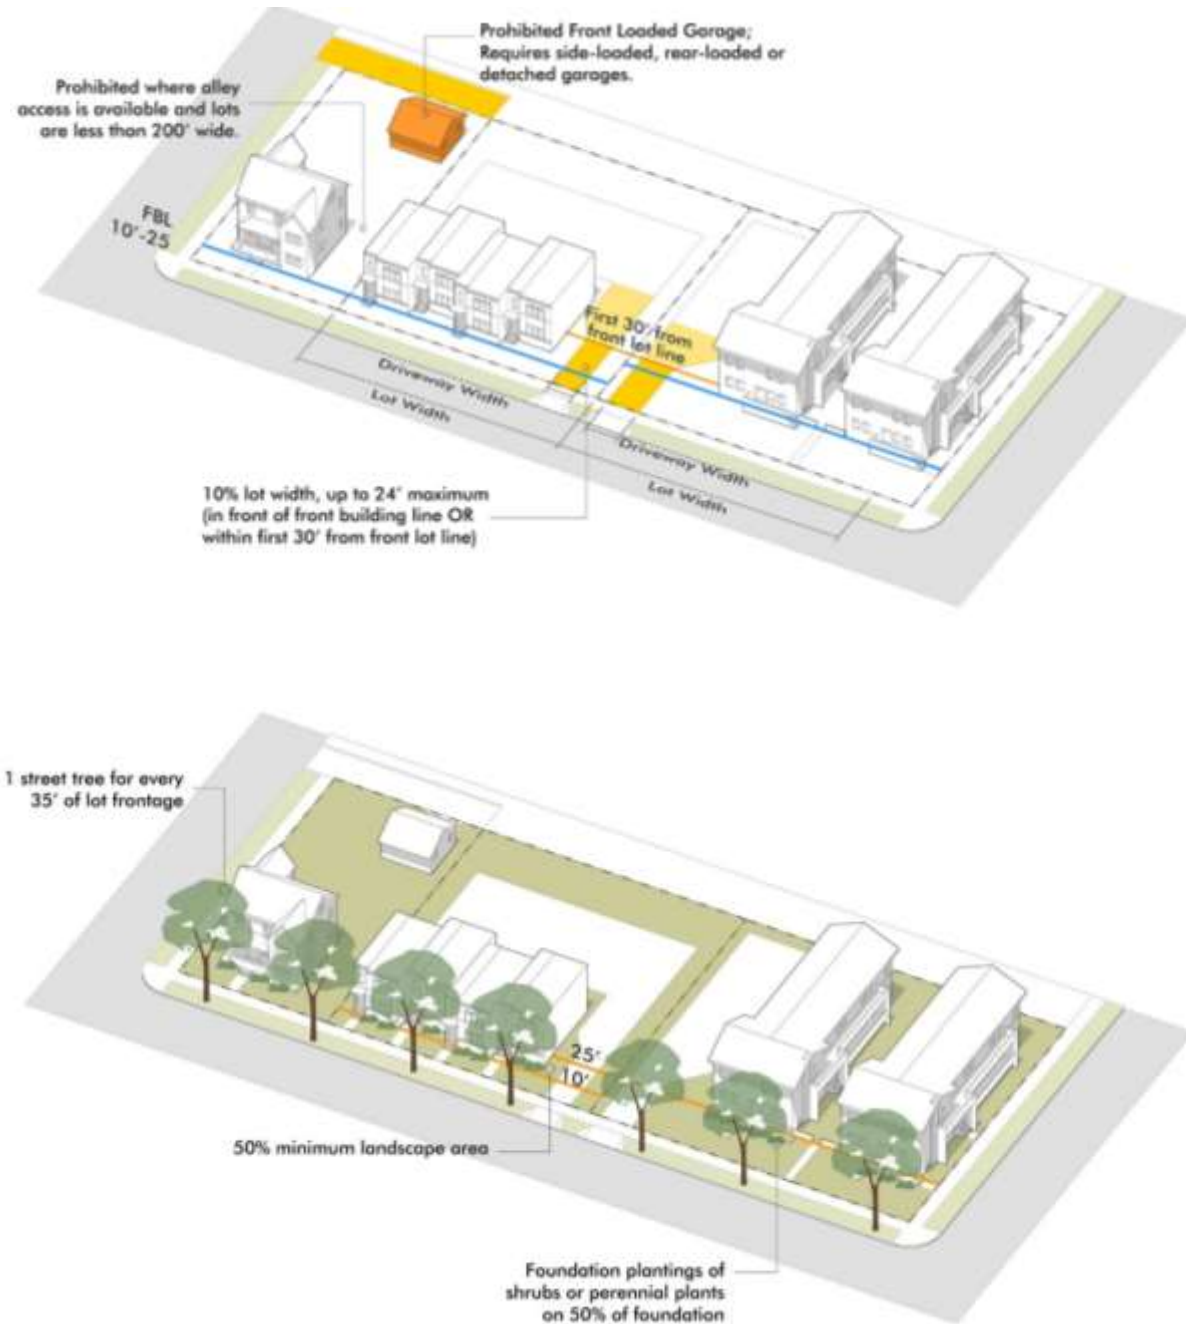 Prohibited Front Loaded Garage;
Requires side-loaded, rear-loaded or
detached garages.
Prohibited where alley
access is available and lots
are less than 200' wide.
FBL
10'-25
First 30' from
front lot line
Driveway Width
Lot Width
Driveway Width
Lot Width
10% lot width, up to 24' maximum
(in front of front building line OR
within first 30' from front lot line)
1 street tree for every
35' of lot frontage
25'
10'
50% minimum landscape area
Foundation plantings of
shrubs or perennial plants
on 50% of foundation